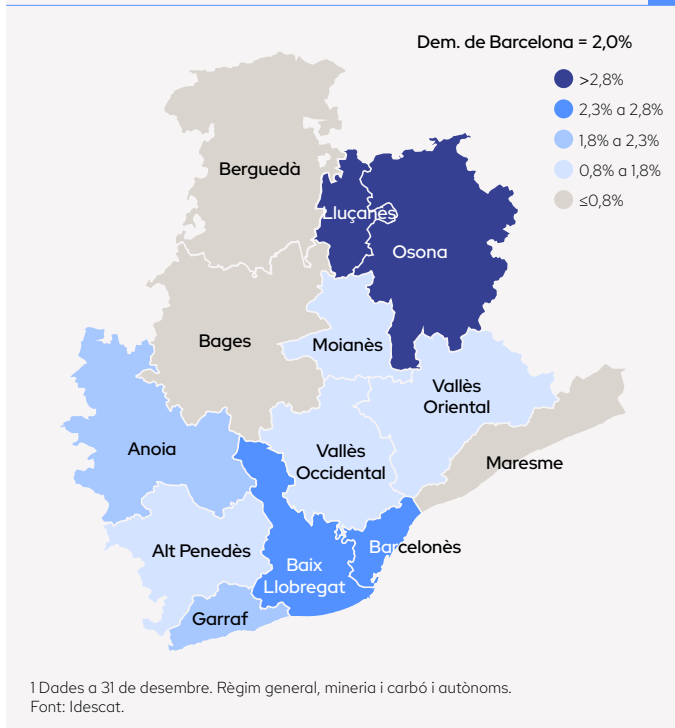 Dem. de Barcelona = 2,0%
>2,8%
2,3% a 2,8%
1,8% a 2,3%
0,8% a 1,8%
≤0,8%
Berguedà
Lluçanès
Osona
Bages
Moianès
Vallès
Oriental
Anoia
Vallès
Occidental
Maresme
Alt Penedès
Barcelonès
Baix
Llobregat
Garraf
1 Dades a 31 de desembre. Règim general, mineria i carbó i autònoms.
Font: Idescat.